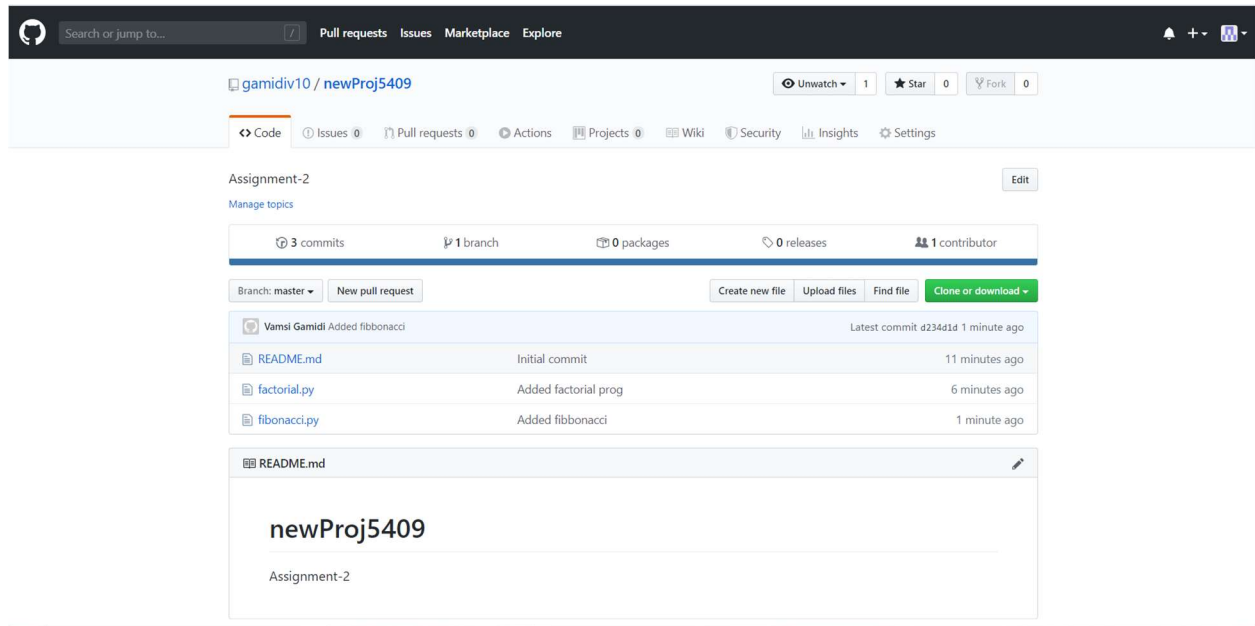 Search or jump to... / Pull requests Issues Marketplace Explore
gamidiv10 / newProj5409 Unwatch 1 Star 0 Fork 0
Code Issues 0 Pull requests 0 Actions Projects 0 Wiki Security Insights Settings
Assignment-2 Edit
Manage topics
3 commits 1 branch 0 packages 0 releases 1 contributor
Branch: master New pull request Create new file Upload files Find file Clone or download
Vamsi Gamidi Added fibbonacci Latest commit d234d1d 1 minute ago
README.md Initial commit 11 minutes ago
factorial.py Added factorial prog 6 minutes ago
fibonacci.py Added fibbonacci 1 minute ago
README.md
newProj5409
Assignment-2